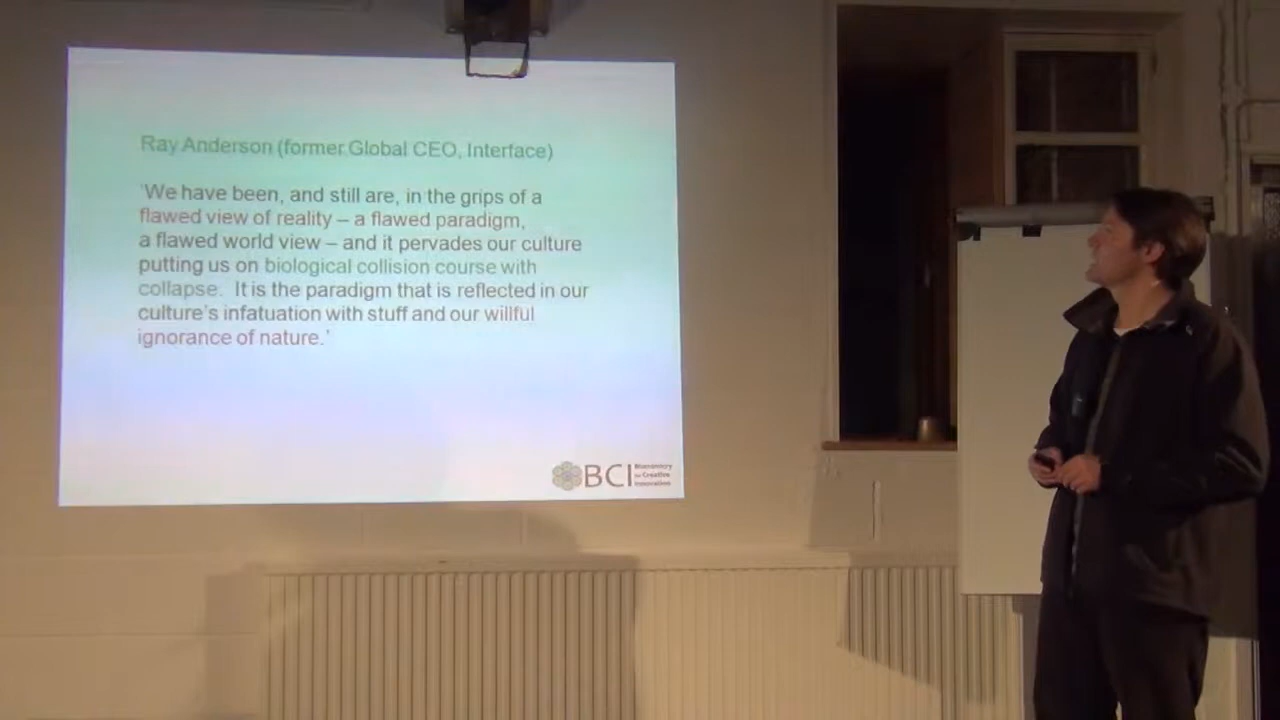 Ray Anderson (former Global CEO, Interface)
'We have been, and still are, in the grips of a
flawed view of reality – a flawed paradigm,
a flawed world view – and it pervades our culture
putting us on biological collision course with
collapse. It is the paradigm that is reflected in our
culture's infatuation with stuff and our willful
ignorance of nature.'
BCI
for Creative
Innovation